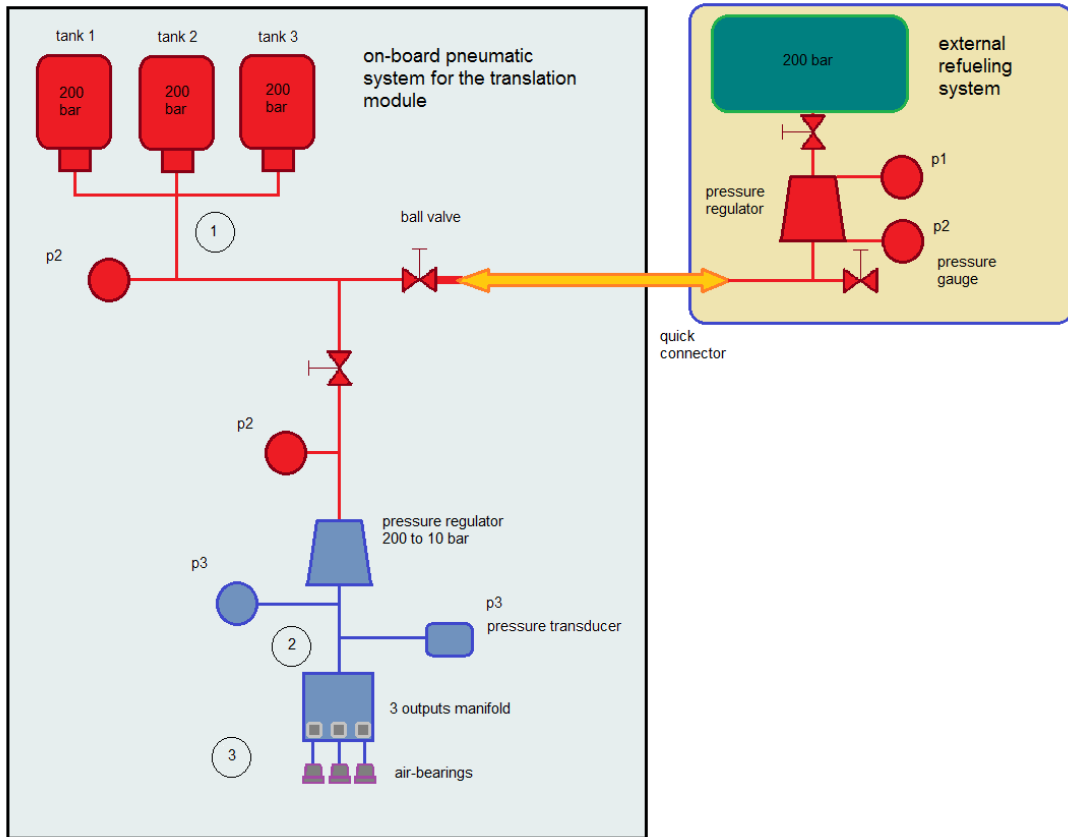 tank 1
tank 2
tank 3
200
bar
200
bar
200
bar
on-board pneumatic
system for the translation
module
1
p2
ball valve
p2
pressure regulator
200 to 10 bar
p3
p3
pressure transducer
2
3 outputs manifold
3
air-bearings
quick
connector
200 bar
external
refueling
system
p1
pressure
regulator
p2
pressure
gauge